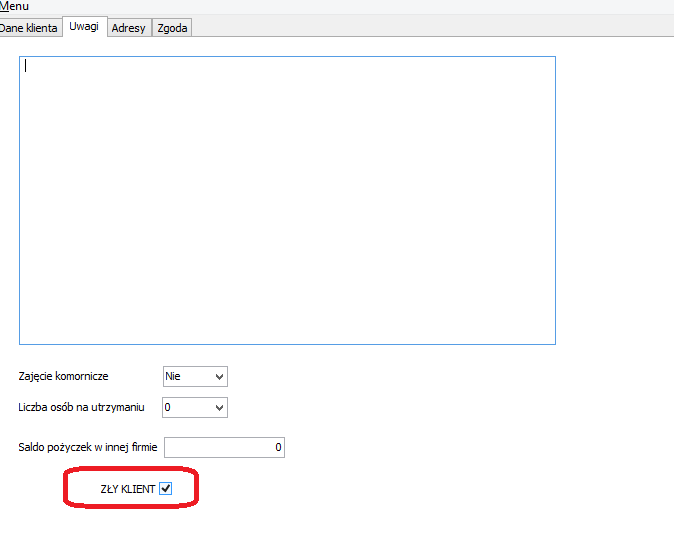 Menu
Dane klienta Uwagi Adresy Zgoda
Zajęcie komornicze Nie
Liczba osób na utrzymaniu 0
Saldo pożyczek w innej firmie 0
ZŁY KLIENT